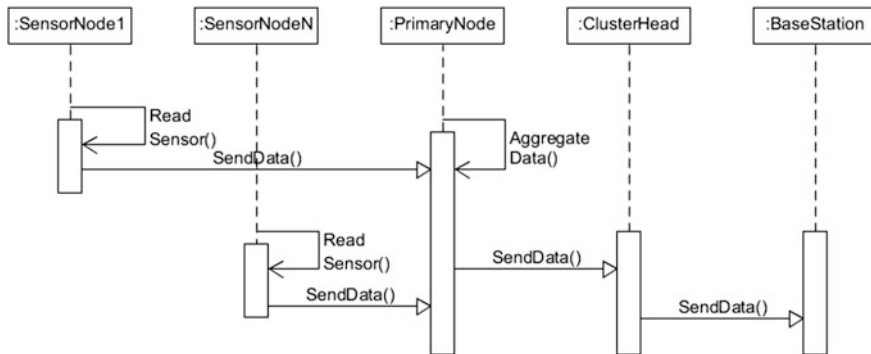 :SensorNode1
:SensorNodeN
:PrimaryNode
:ClusterHead
:BaseStation
Read
Sensor()
SendData()
Aggregate
Data()
Read
Sensor()
SendData()
SendData()
SendData()